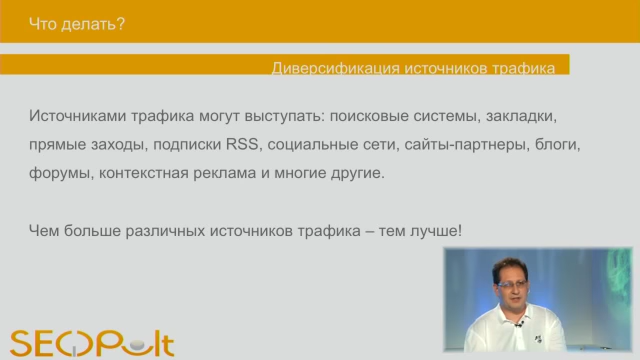 Что делать?
Диверсификация источников трафика
Источниками трафика могут выступать: поисковые системы, закладки,
прямые заходы, подписки RSS, социальные сети, сайты-партнеры, блоги,
форумы, контекстная реклама и многие другие.
Чем больше различных источников трафика – тем лучше!
SEOPult